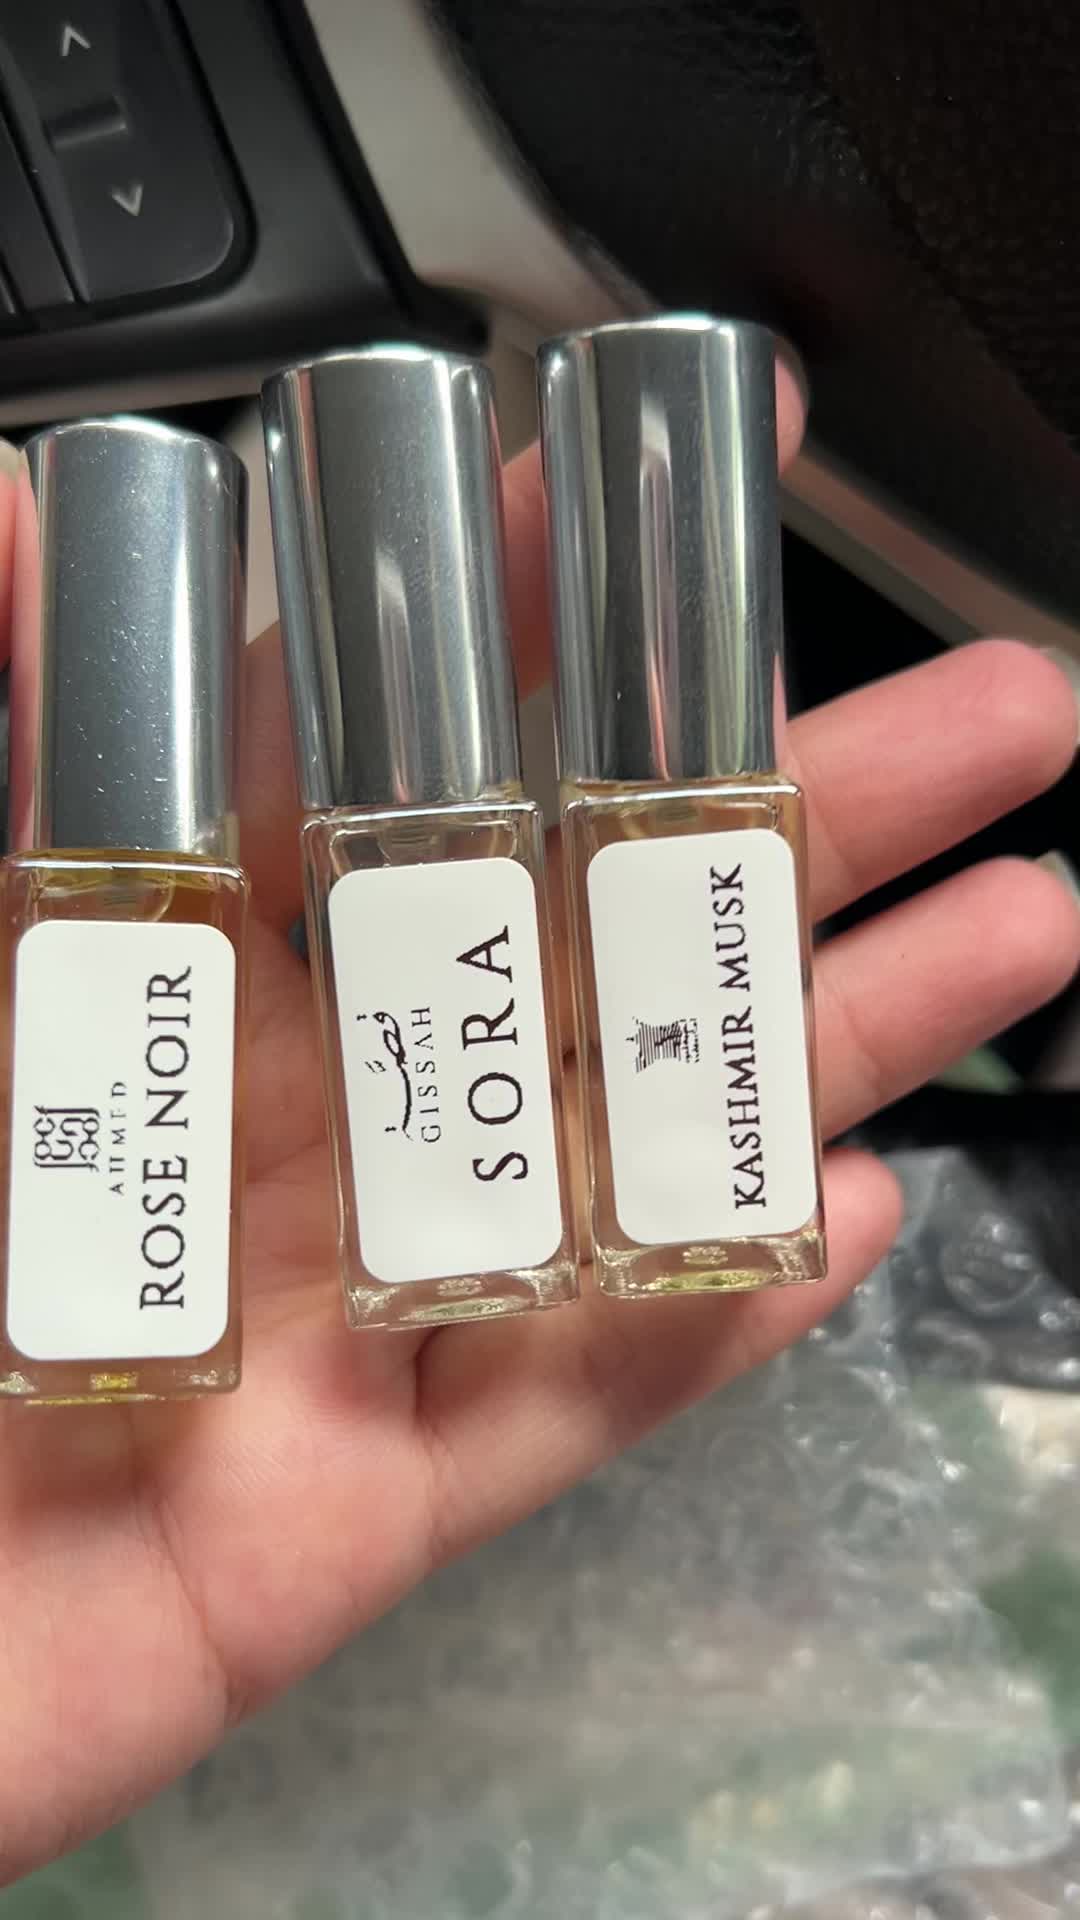 AHMED
ROSE NOIR
قصة
GISSAH
SORA
KASHMIR MUSK